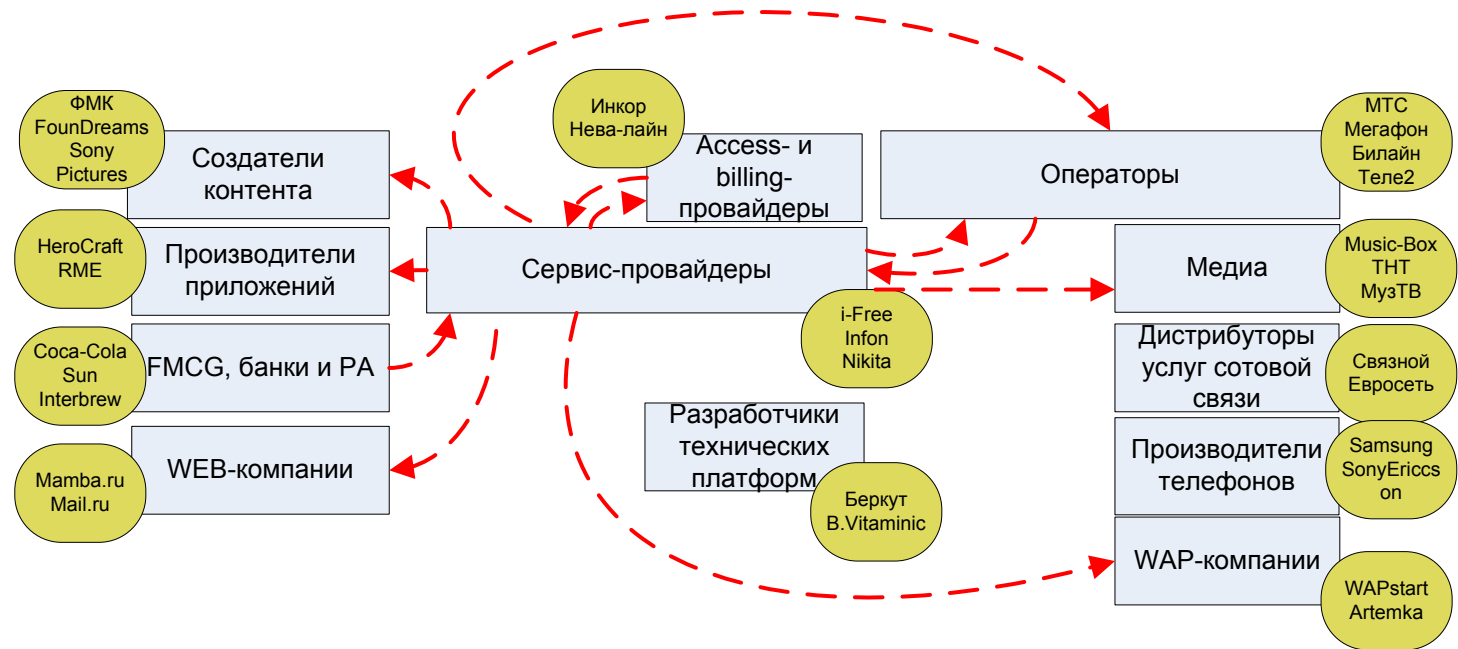 ФМК
FounDreams
Sony
Pictures
Создатели
контента
Инкор
Нева-лайн
Access- и
billing-
провайдеры
Операторы
МТС
Мегафон
Билайн
Теле2
HeroCraft
RME
Производители
приложений
Сервис-провайдеры
i-Free
Infon
Nikita
Медиа
Music-Box
ТНТ
МузТВ
Coca-Cola
Sun
Interbrew
FMCG, банки и РА
Дистрибуторы
услуг сотовой
связи
Связной
Евросеть
Mamba.ru
Mail.ru
WEB-компании
Разработчики
технических
платформ
Беркут
B.Vitaminic
Производители
телефонов
Samsung
SonyEriccs
on
WAP-компании
WAPstart
Artemka